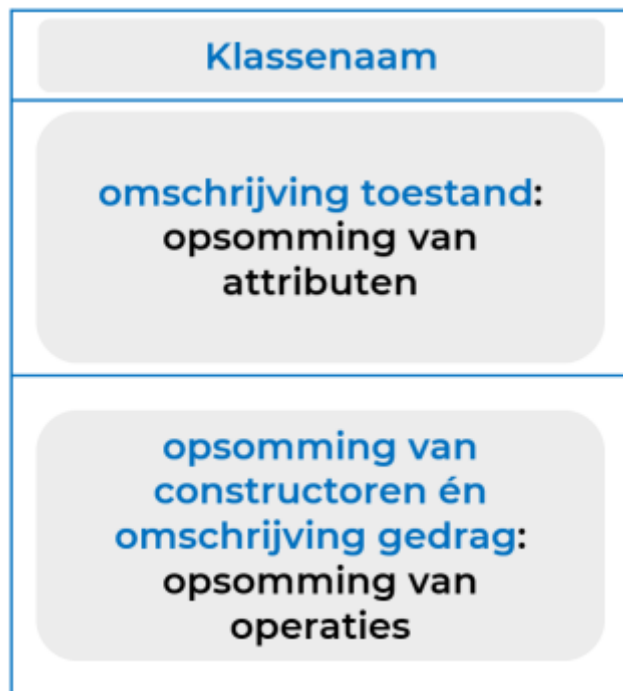 Klassenaam
omschrijving toestand:
opsomming van
attributen
opsomming van
constructoren én
omschrijving gedrag:
opsomming van
operaties